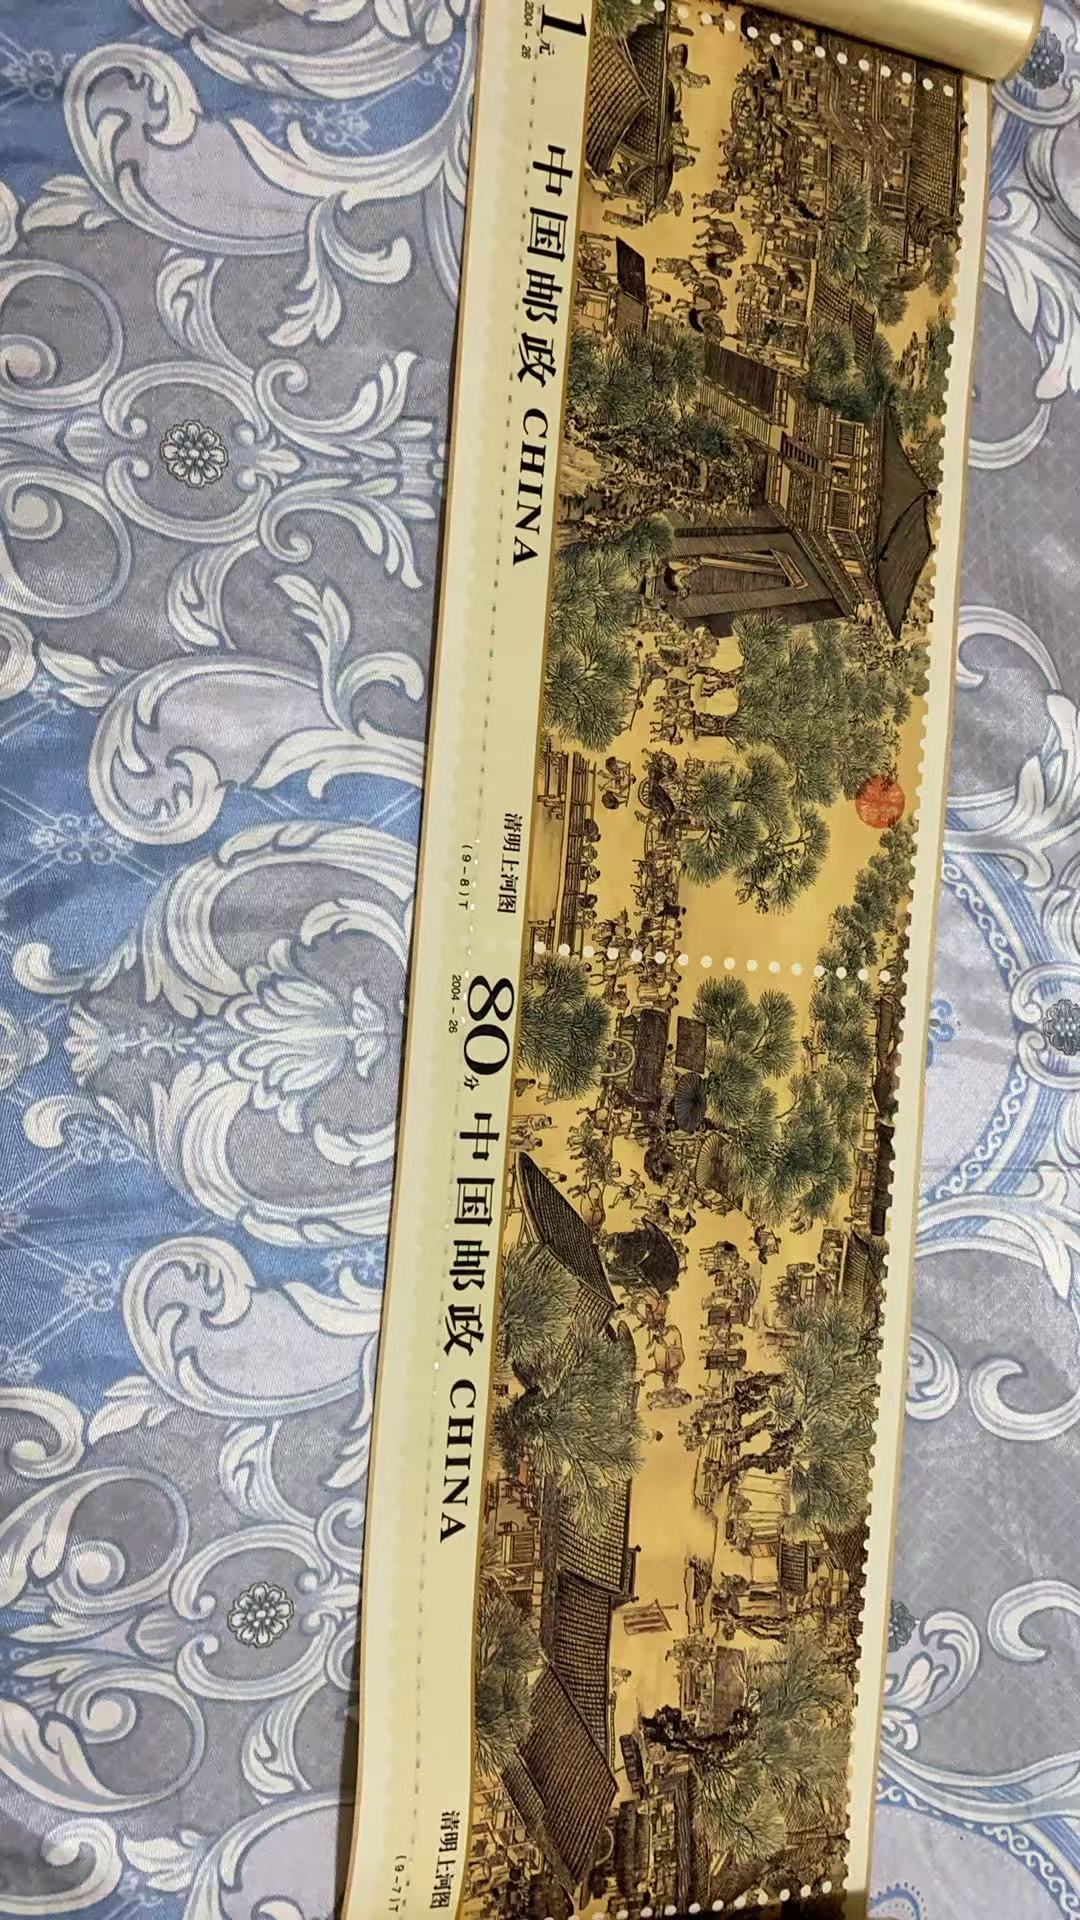 1元
2004-26
中国邮政 CHINA
清明上河图
(9-8)T
80分
2004-26
中国邮政 CHINA
清明上河图
(9-7)T